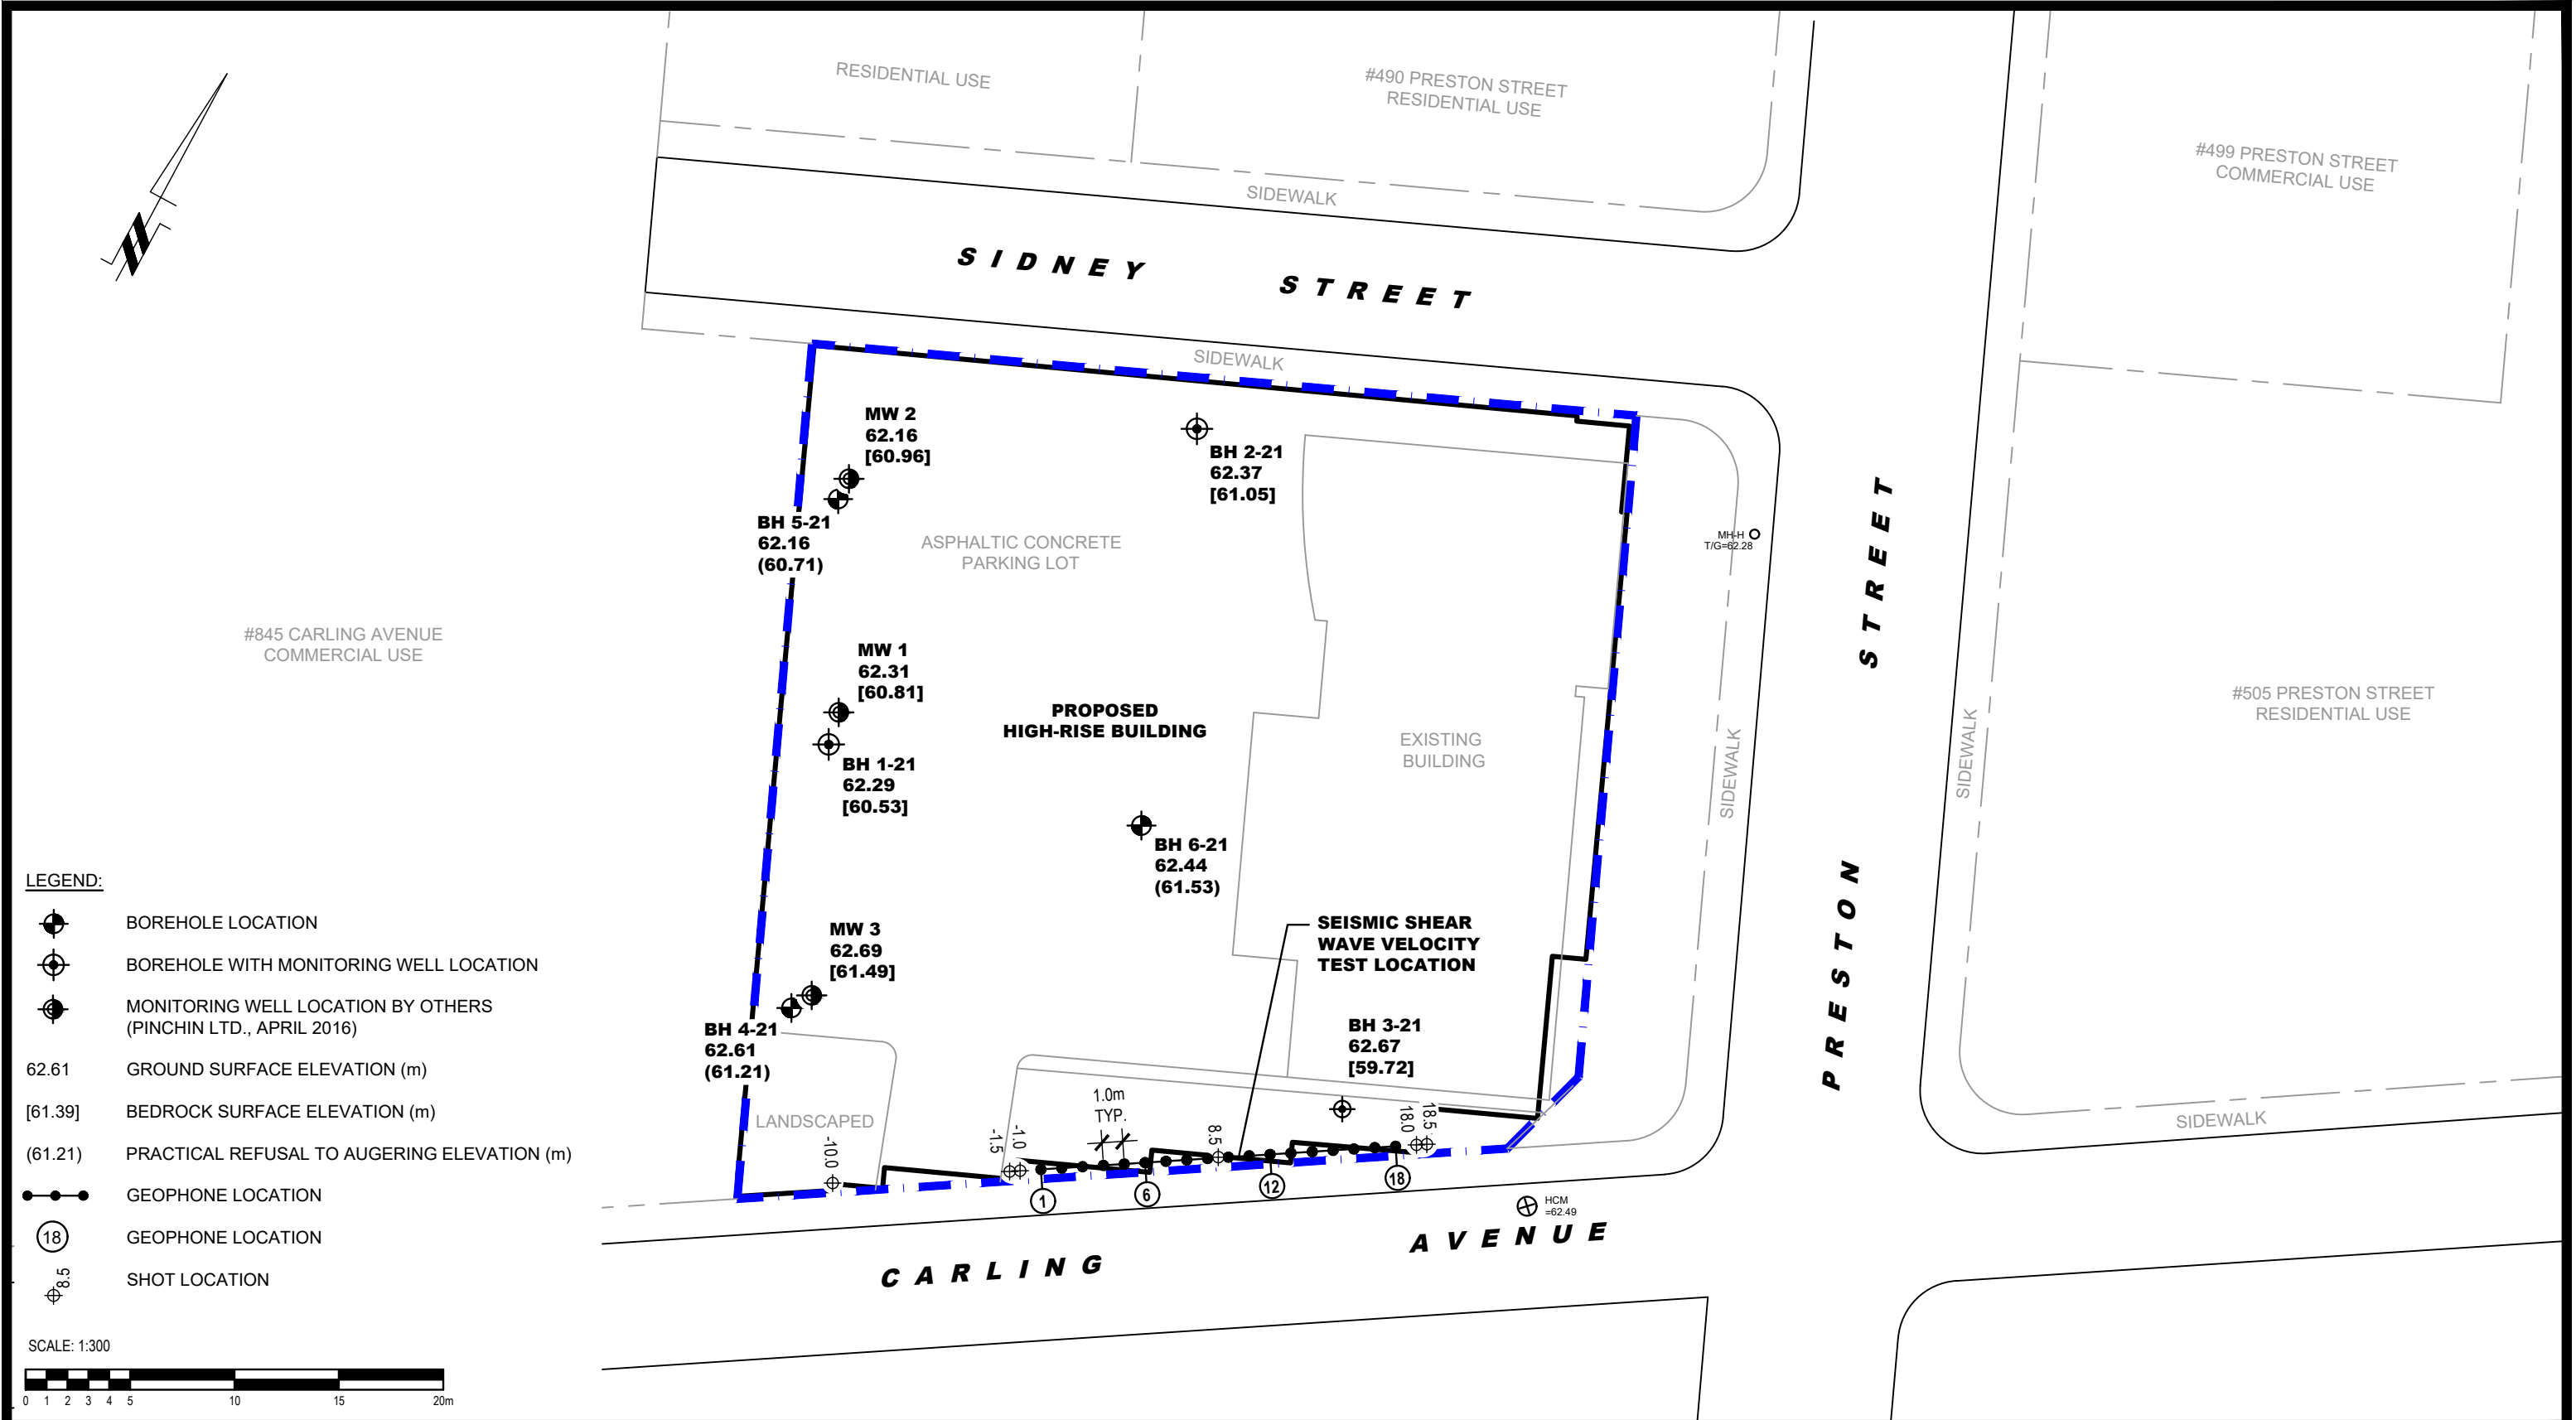 RESIDENTIAL USE
#490 PRESTON STREET
RESIDENTIAL USE
#499 PRESTON STREET
COMMERCIAL USE
SIDEWALK
SIDNEY STREET
SIDEWALK
MW 2
62.16
[60.96]
BH 2-21
62.37
[61.05]
BH 5-21
62.16
(60.71)
ASPHALTIC CONCRETE
PARKING LOT
MH-H
T/G=62.28
#845 CARLING AVENUE
COMMERCIAL USE
MW 1
62.31
[60.81]
PROPOSED
HIGH-RISE BUILDING
BH 1-21
62.29
[60.53]
EXISTING
BUILDING
SIDEWALK
PRESTON STREET
SIDEWALK
#505 PRESTON STREET
RESIDENTIAL USE
BH 6-21
62.44
(61.53)
MW 3
62.69
[61.49]
SEISMIC SHEAR
WAVE VELOCITY
TEST LOCATION
BH 4-21
62.61
(61.21)
BH 3-21
62.67
[59.72]
LANDSCAPED
-10.0
-1.5
-1.0
1.0m
TYP.
8.5
18.0
18.5
1
6
12
18
HCM
=62.49
SIDEWALK
CARLING AVENUE
LEGEND:
BOREHOLE LOCATION
BOREHOLE WITH MONITORING WELL LOCATION
MONITORING WELL LOCATION BY OTHERS
(PINCHIN LTD., APRIL 2016)
62.61 GROUND SURFACE ELEVATION (m)
[61.39] BEDROCK SURFACE ELEVATION (m)
(61.21) PRACTICAL REFUSAL TO AUGERING ELEVATION (m)
GEOPHONE LOCATION
18 GEOPHONE LOCATION
8.5 SHOT LOCATION
SCALE: 1:300
0 1 2 3 4 5 10 15 20m